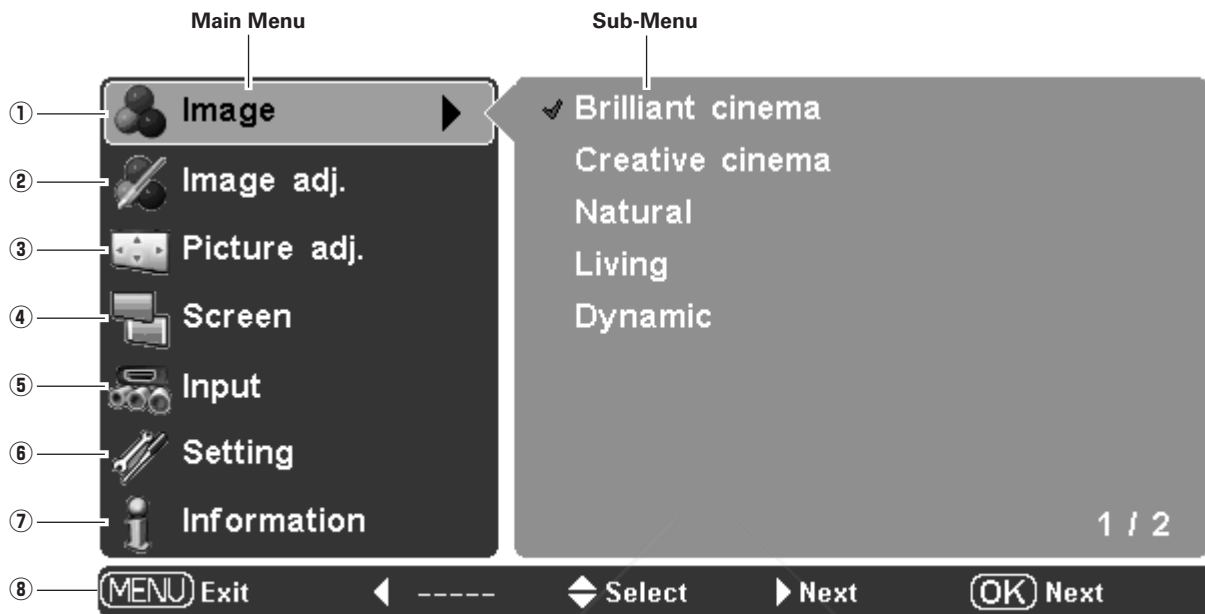 Main Menu
Sub-Menu
① Image
② Image adj.
③ Picture adj.
④ Screen
⑤ Input
⑥ Setting
⑦ Information
Brilliant cinema
Creative cinema
Natural
Living
Dynamic
1 / 2
⑧ MENU Exit ----- Select Next OK Next